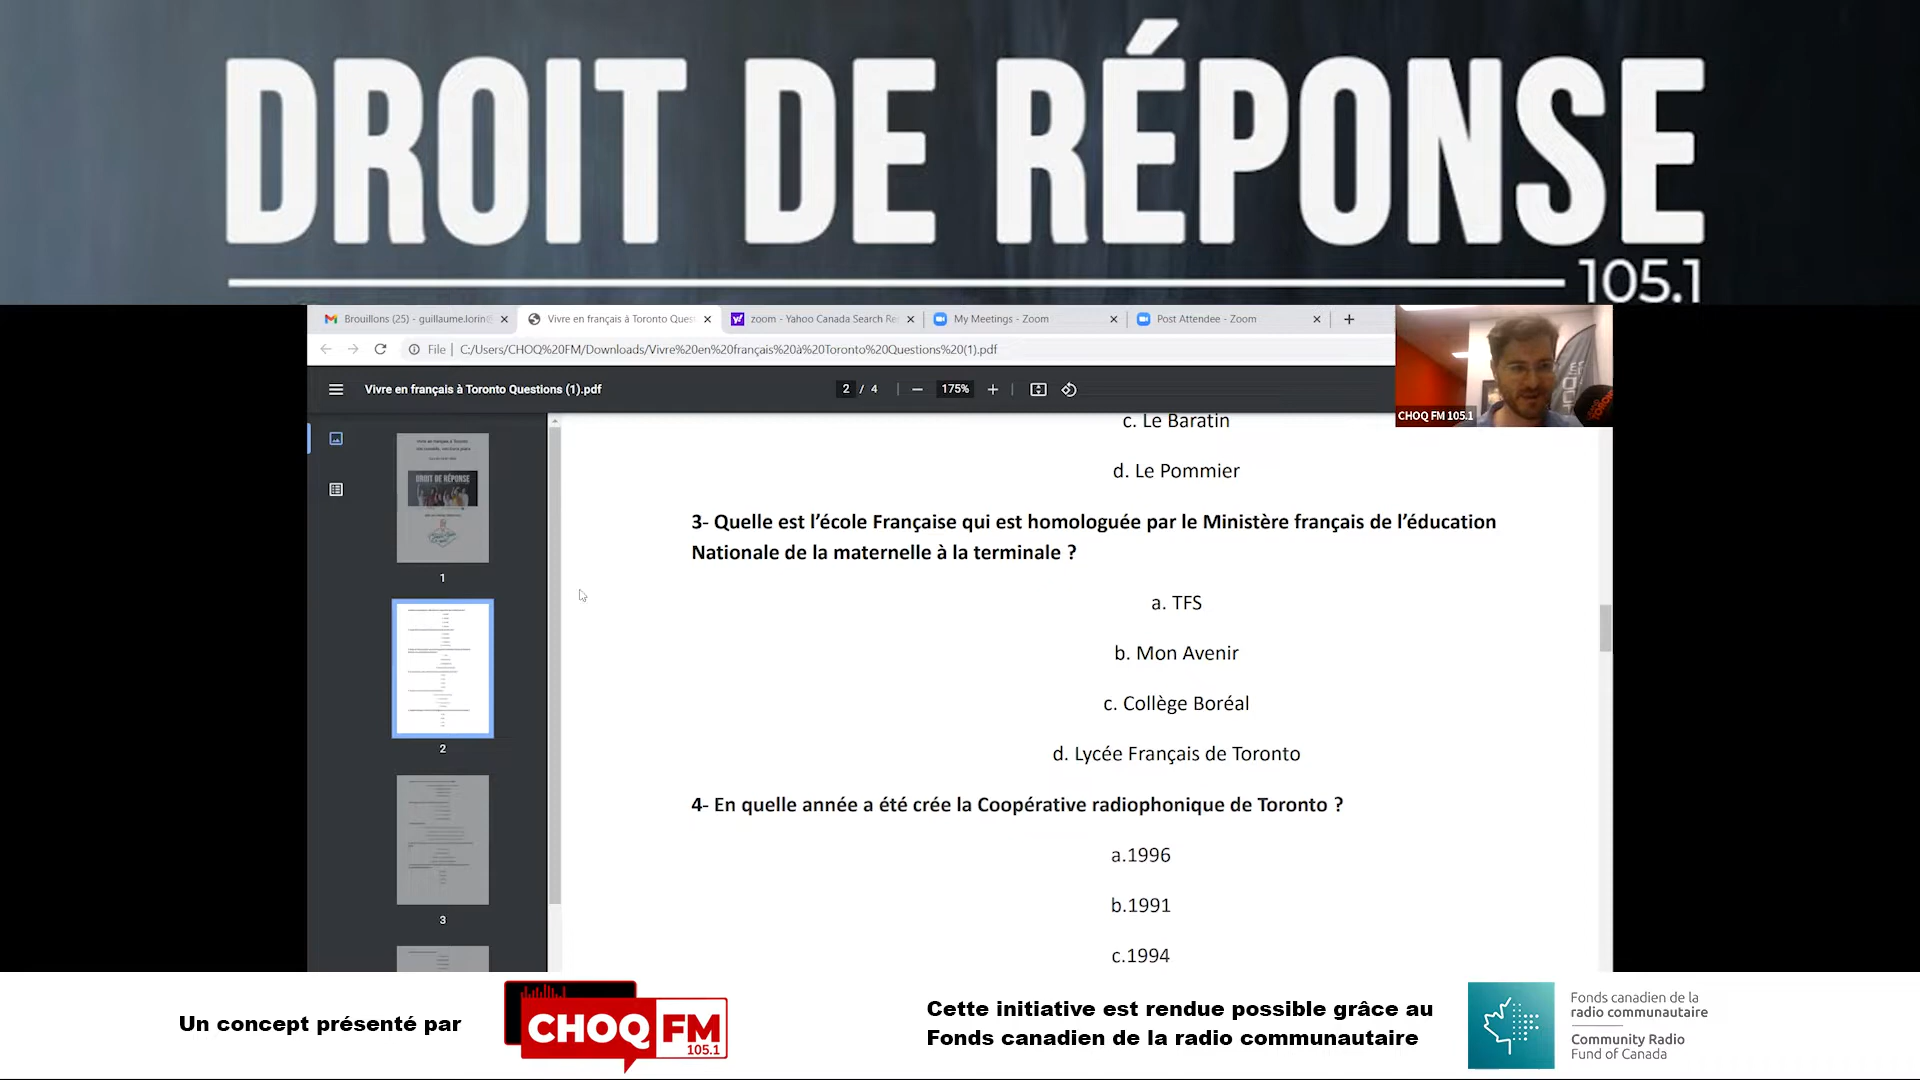 DROIT DE RÉPONSE
105.1
Brouillons (25) - guillaume.lorin
Vivre en français à Toronto Ques
zoom - Yahoo Canada Search Re
My Meetings - Zoom
Post Attendee - Zoom
File
C:/Users/CHOQ%20FM/Downloads/Vivre%20en%20français%20à%20Toronto%20Questions%20(1).pdf
Vivre en français à Toronto Questions (1).pdf
2 / 4
175%
CHOQ FM 105.1
c. Le Baratin
d. Le Pommier
3- Quelle est l’école Française qui est homologuée par le Ministère français de l’éducation
Nationale de la maternelle à la terminale ?
a. TFS
b. Mon Avenir
c. Collège Boréal
d. Lycée Français de Toronto
4- En quelle année a été crée la Coopérative radiophonique de Toronto ?
a.1996
b.1991
c.1994
DROIT DE RÉPONSE
1
2
3
Un concept présenté par
CHOQ FM
105.1
Cette initiative est rendue possible grâce au
Fonds canadien de la radio communautaire
Fonds canadien de la
radio communautaire
Community Radio
Fund of Canada